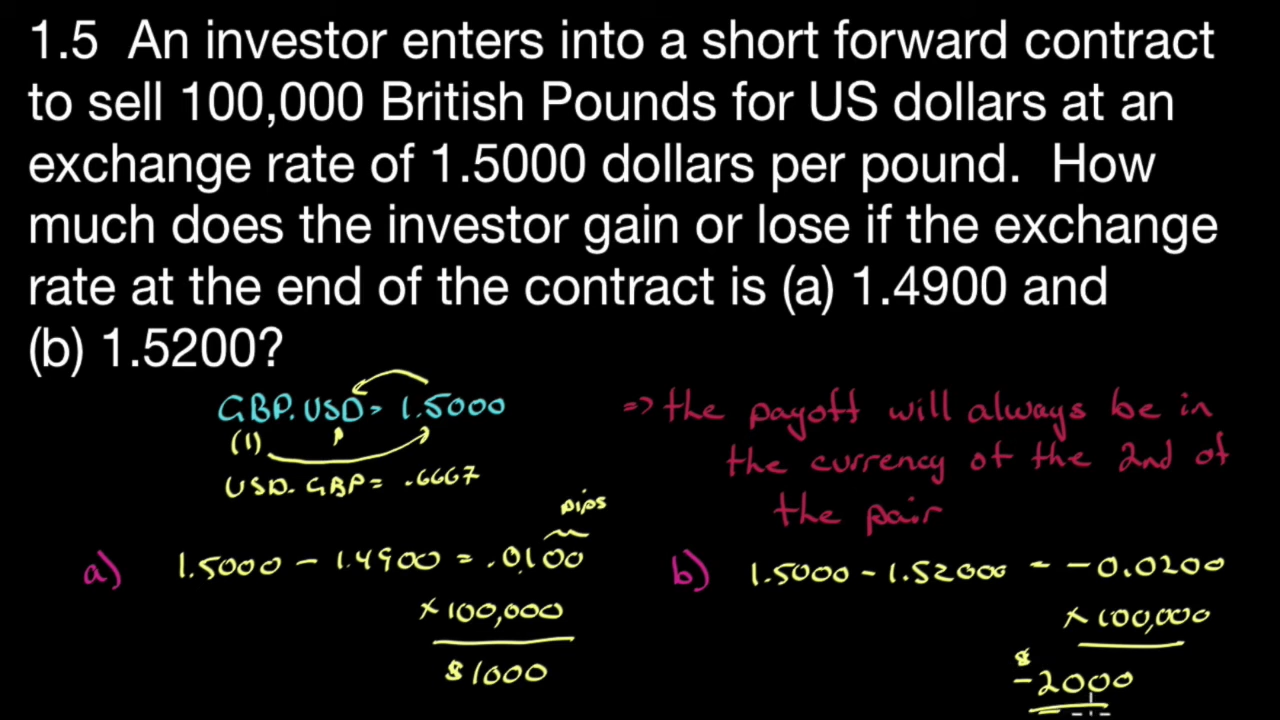 1.5 An investor enters into a short forward contract
to sell 100,000 British Pounds for US dollars at an
exchange rate of 1.5000 dollars per pound. How
much does the investor gain or lose if the exchange
rate at the end of the contract is (a) 1.4900 and
(b) 1.5200?
GBP.USD = 1.5000
(1)
USD.GBP = .6667
=> the payoff will always be in
the currency of the 2nd of
the pair
pips
a) 1.5000 - 1.4900 = .0100
x 100,000
$1000
b) 1.5000 - 1.52000 = -0.0200
x 100,000
$
-2000